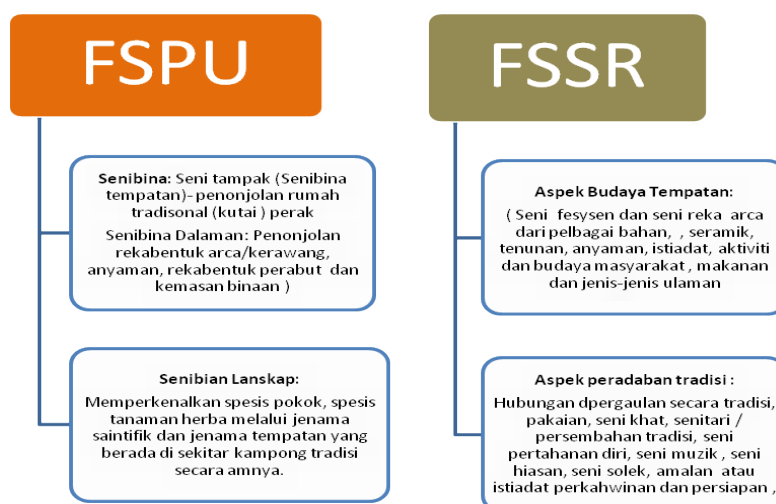 FSPU
Senibina: Seni tampak (Senibina
tempatan)- penonjolan rumah
tradisonal (kutai ) perak
Senibina Dalaman: Penonjolan
rekabentuk arca/kerawang,
anyaman, rekabentuk perabut dan
kemasan binaan )
Senibian Lanskap:
Memperkenalkan spesis pokok, spesis
tanaman herba melalui jenama
saintifik dan jenama tempatan yang
berada di sekitar kampong tradisi
secara amnya.
FSSR
Aspek Budaya Tempatan:
( Seni fesysen dan seni reka arca
dari pelbagai bahan, , seramik,
tenunan, anyaman, istiadat, aktiviti
dan budaya masyarakat , makanan
dan jenis-jenis ulaman
Aspek peradaban tradisi :
Hubungan dpergaulan secara tradisi,
pakaian, seni khat, senitari /
persembahan tradisi, seni
pertahanan diri, seni muzik , seni
hiasan, seni solek, amalan atau
istiadat perkahwinan dan persiapan ,